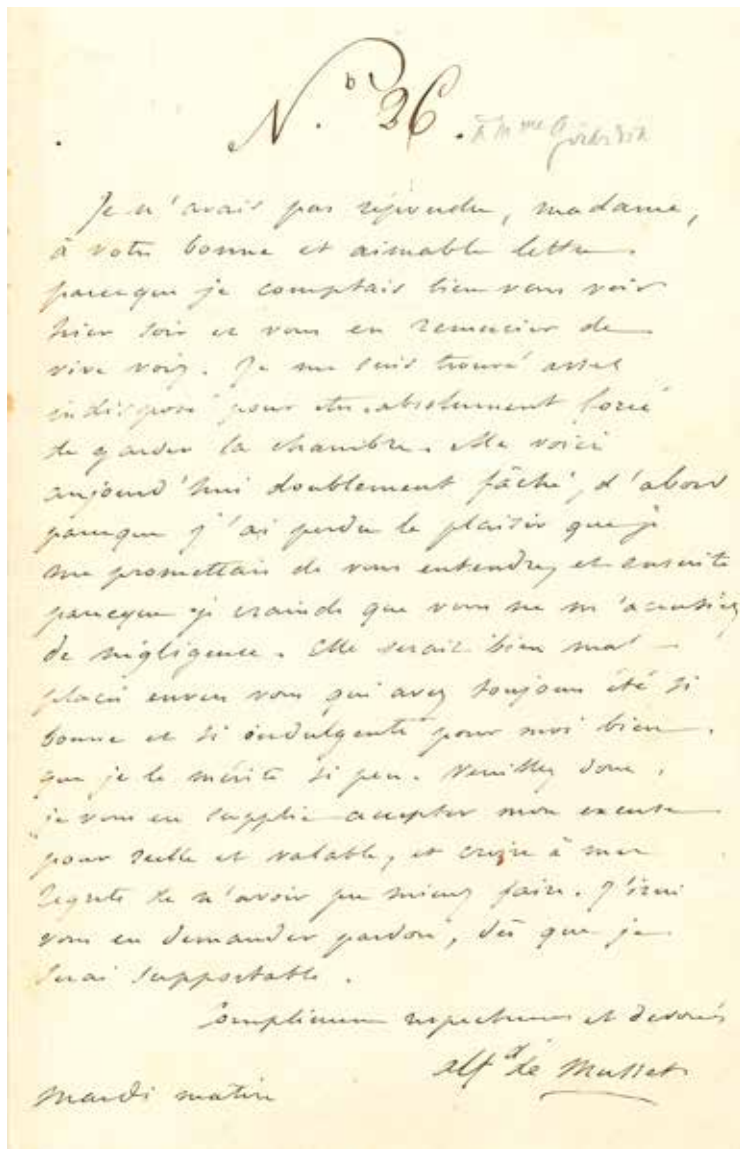 N.º 36. à Mme Girardin
Je n'avais pas répondu, madame,
à votre bonne et aimable lettre
parceque je comptais bien vous voir
hier soir et vous en remercier de
vive voix. Je me suis trouvé assez
indisposé pour être absolument forcé
de garder la chambre. Me voici
aujourd'hui doublement fâché, d'abord
parceque j'ai perdu le plaisir que je
me promettais de vous entendre, et ensuite
parceque je crains que vous ne m'accusiez
de négligence. Elle serait bien mal
placée envers vous qui avez toujours été si
bonne et si indulgente pour moi bien
que je le mérite si peu. Veuillez donc,
je vous en supplie accepter mon excuse
pour réelle et valable, et croire à mes
regrets de n'avoir pu mieux faire. J'irai
vous en demander pardon, dès que je
serai supportable.
Compliments respectueux et dévoués
Alfd de Musset
mardi matin